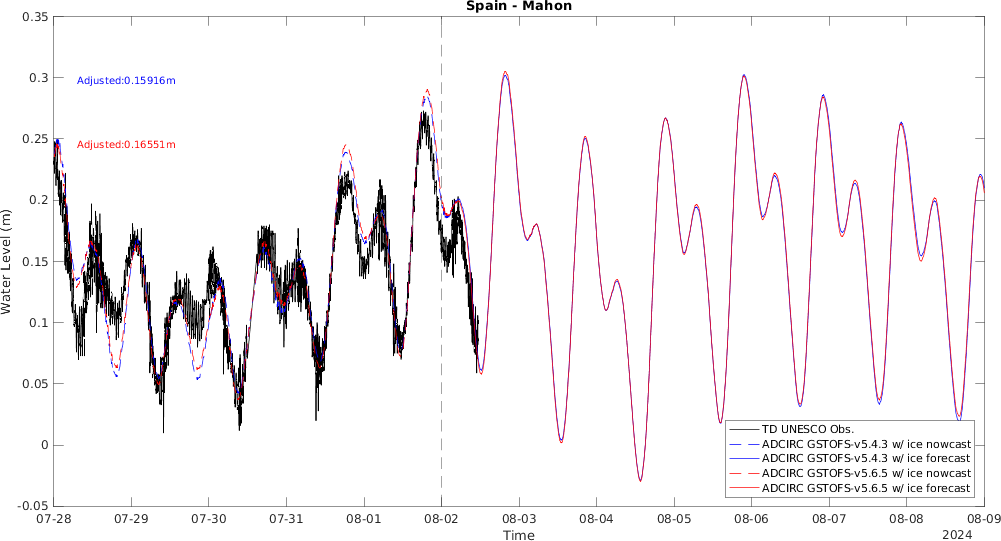 Spain - Mahon
0.35
0.3
0.25
0.2
0.15
0.1
0.05
0
-0.05
Water Level (m)
Adjusted:0.15916m
Adjusted:0.16551m
TD UNESCO Obs.
ADCIRC GSTOFS-v5.4.3 w/ ice nowcast
ADCIRC GSTOFS-v5.4.3 w/ ice forecast
ADCIRC GSTOFS-v5.6.5 w/ ice nowcast
ADCIRC GSTOFS-v5.6.5 w/ ice forecast
07-28 07-29 07-30 07-31 08-01 08-02 08-03 08-04 08-05 08-06 08-07 08-08 08-09
Time
2024